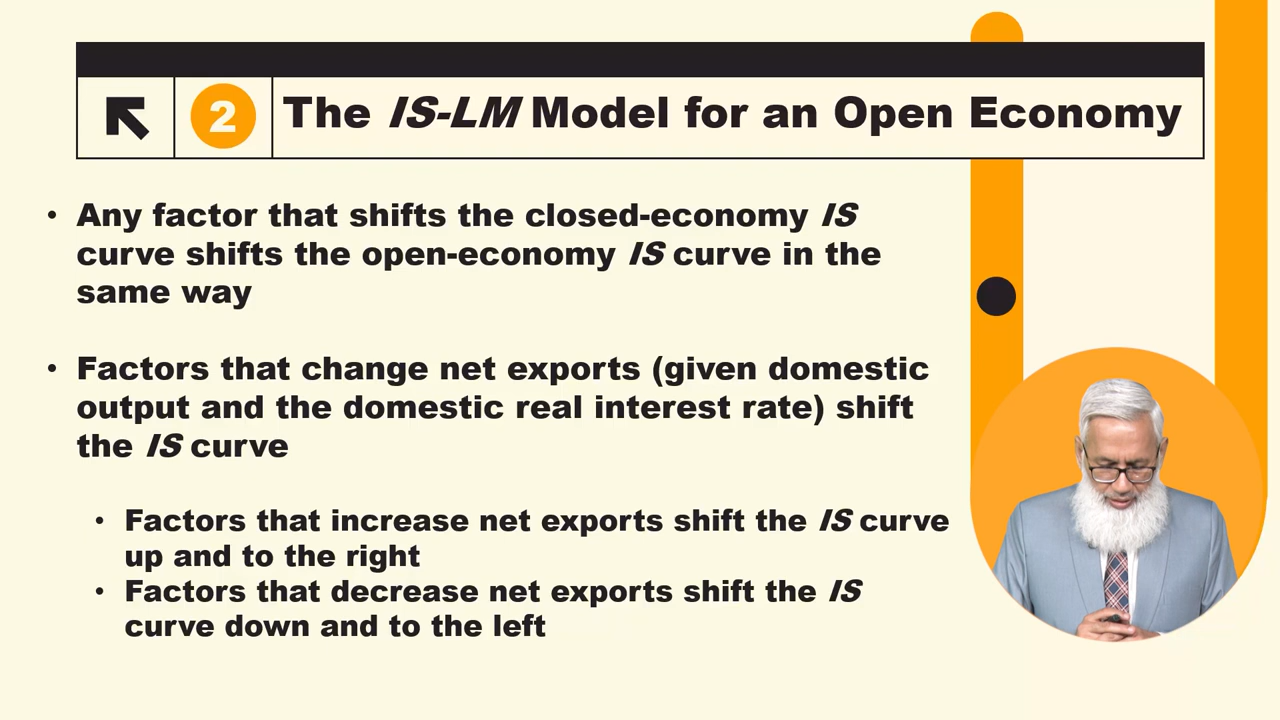 2
The IS-LM Model for an Open Economy
• Any factor that shifts the closed-economy IS
curve shifts the open-economy IS curve in the
same way
• Factors that change net exports (given domestic
output and the domestic real interest rate) shift
the IS curve
• Factors that increase net exports shift the IS curve
up and to the right
• Factors that decrease net exports shift the IS
curve down and to the left